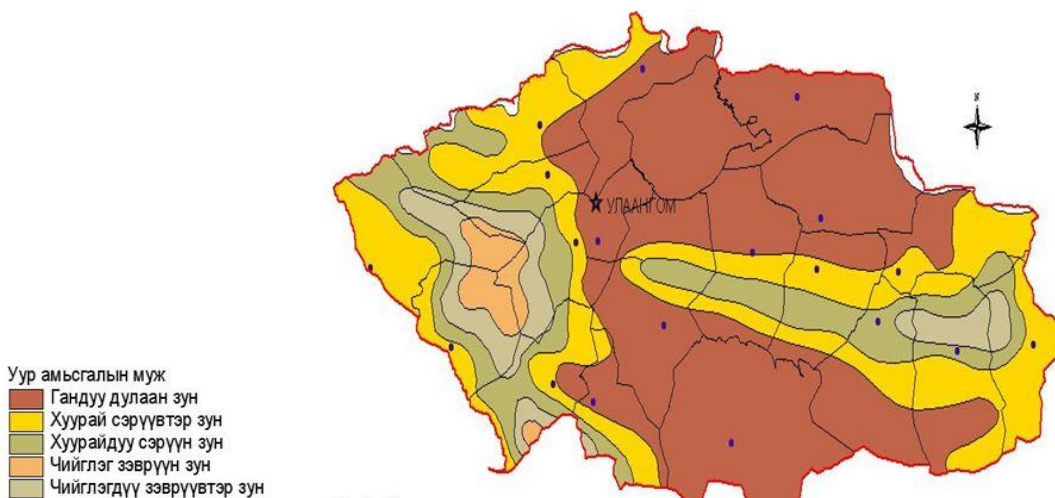 N
УЛААНГОМ
Уур амьсгалын муж
Гандуу дулаан зун
Хуурай сэрүүвтэр зун
Хуурайдуу сэрүүн зун
Чийглэг зэврүүн зун
Чийглэгдүү зэврүүвтэр зун